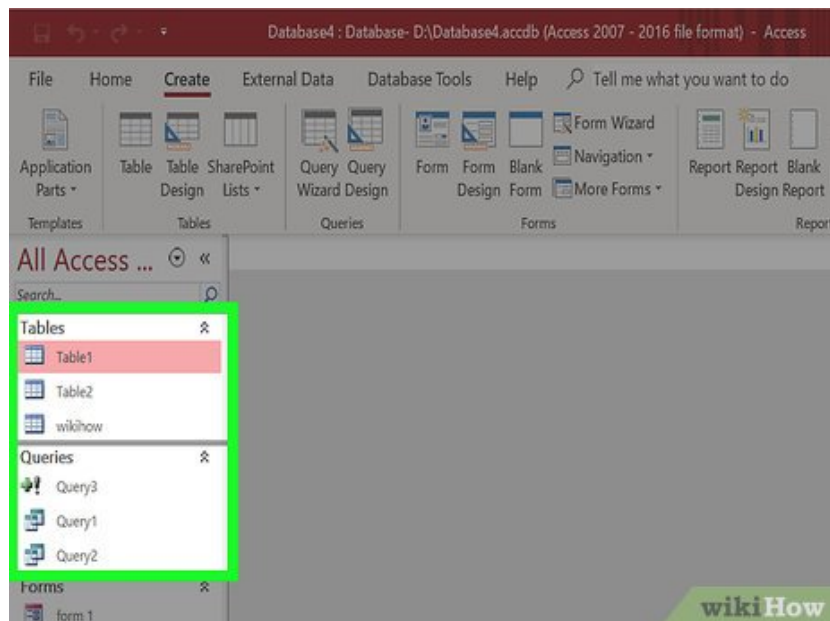 Database4 : Database- D:\Database4.accdb (Access 2007 - 2016 file format) - Access
File Home Create External Data Database Tools Help Tell me what you want to do
Application Parts
Table
Table Design
SharePoint Lists
Query Wizard
Query Design
Form
Form Design
Blank Form
Form Wizard
Navigation
More Forms
Report
Report Design
Blank Report
Templates Tables Queries Forms Repor
All Access ...
Search...
Tables
Table1
Table2
wikihow
Queries
Query3
Query1
Query2
Forms
form 1
wikiHow